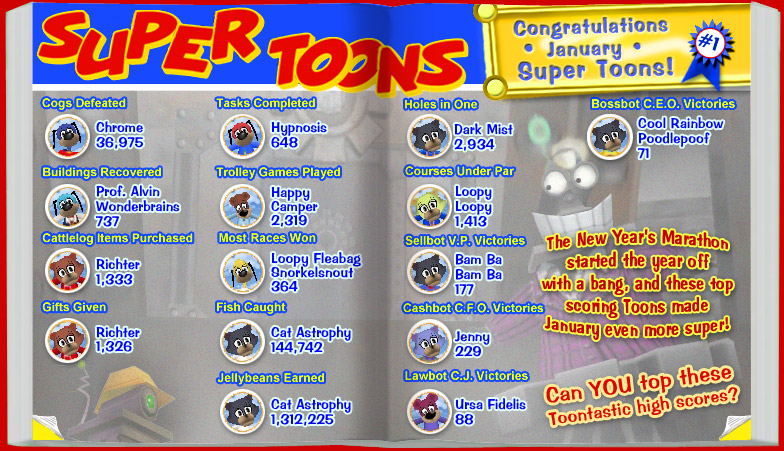 SUPER TOONS
Congratulations
• January •
Super Toons!
#1
Cogs Defeated
Chrome
36,975
Buildings Recovered
Prof. Alvin
Wonderbrains
737
Cattlelog Items Purchased
Richter
1,333
Gifts Given
Richter
1,326
Tasks Completed
Hypnosis
648
Trolley Games Played
Happy
Camper
2,319
Most Races Won
Loopy Fleabag
Snorkelsnout
364
Fish Caught
Cat Astrophy
144,742
Jellybeans Earned
Cat Astrophy
1,312,225
Holes in One
Dark Mist
2,934
Courses Under Par
Loopy
Loopy
1,413
Sellbot V.P. Victories
Bam Ba
Bam Ba
177
Cashbot C.F.O. Victories
Jenny
229
Lawbot C.J. Victories
Ursa Fidelis
88
Bossbot C.E.O. Victories
Cool Rainbow
Poodlepoof
71
The New Year's Marathon
started the year off
with a bang, and these top
scoring Toons made
January even more super!
Can YOU top these
Toontastic high scores?